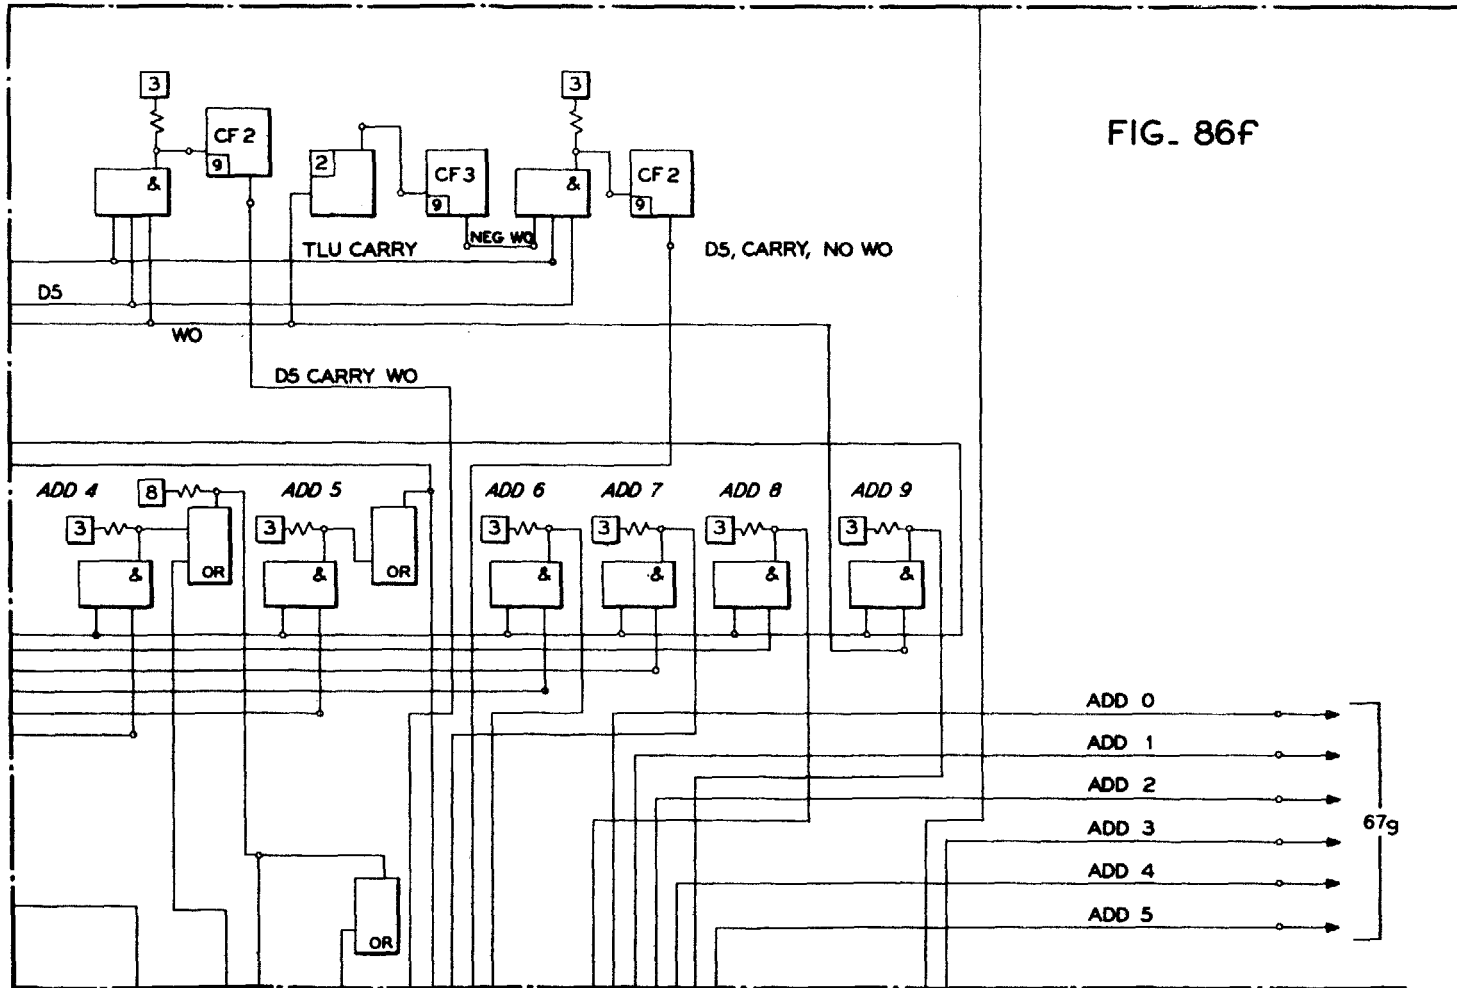 3 3
FIG. 86f
CF 2 2 CF 3 & CF 2
& 9 9 9
NEG WO
TLU CARRY D5, CARRY, NO WO
D5
WO
D5 CARRY WO
ADD 4 8 ADD 5 ADD 6 ADD 7 ADD 8 ADD 9
3 3 3 3 3 3
& OR & OR & & & &
ADD 0
ADD 1
ADD 2
ADD 3
67g
ADD 4
ADD 5
OR